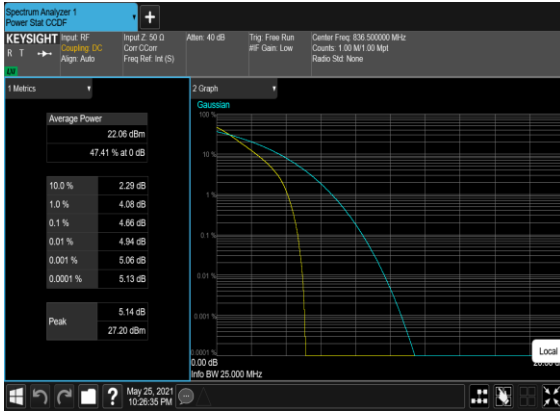 Spectrum Analyzer 1
Power Stat CCDF
KEYSIGHT
R T
LXI
Input: RF
Coupling: DC
Align: Auto
Input Z: 50 Ω
Corr CCorr
Freq Ref: Int (S)
Atten: 40 dB
Trig: Free Run
#IF Gain: Low
Center Freq: 836.500000 MHz
Counts: 1.00 M/1.00 Mpt
Radio Std: None
1 Metrics
Average Power
22.06 dBm
47.41 % at 0 dB
10.0 % 2.29 dB
1.0 % 4.08 dB
0.1 % 4.66 dB
0.01 % 4.94 dB
0.001 % 5.06 dB
0.0001 % 5.13 dB
Peak
5.14 dB
27.20 dBm
2 Graph
Gaussian
100 %
10 %
1 %
0.1 %
0.01 %
0.001 %
0.0001 %
0.00 dB
Info BW 25.000 MHz
Local
May 25, 2021
10:26:35 PM